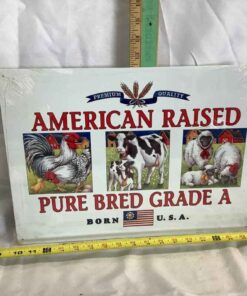 PREMIUM QUALITY
AMERICAN RAISED
PURE BRED GRADE A
BORN U.S.A.